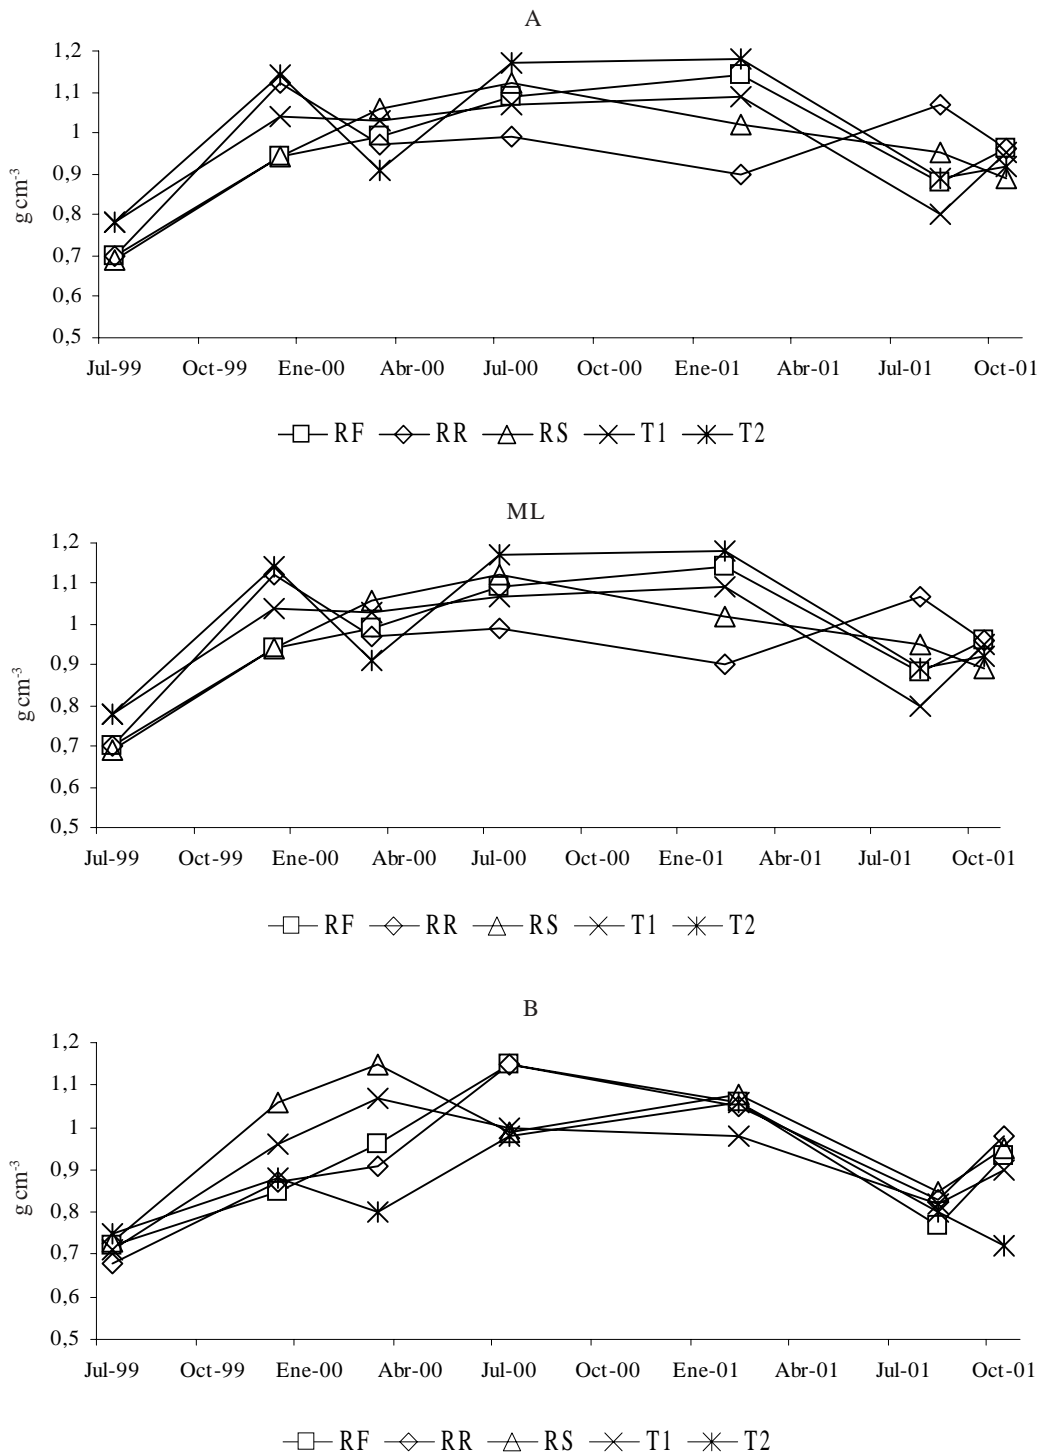 A
1,2
1,1
1
0,9
0,8
0,7
0,6
0,5
g cm-3
Jul-99 Oct-99 Ene-00 Abr-00 Jul-00 Oct-00 Ene-01 Abr-01 Jul-01 Oct-01
RF RR RS T1 T2
ML
1,2
1,1
1
0,9
0,8
0,7
0,6
0,5
g cm-3
Jul-99 Oct-99 Ene-00 Abr-00 Jul-00 Oct-00 Ene-01 Abr-01 Jul-01 Oct-01
RF RR RS T1 T2
B
1,2
1,1
1
0,9
0,8
0,7
0,6
0,5
g cm-3
Jul-99 Oct-99 Ene-00 Abr-00 Jul-00 Oct-00 Ene-01 Abr-01 Jul-01 Oct-01
RF RR RS T1 T2